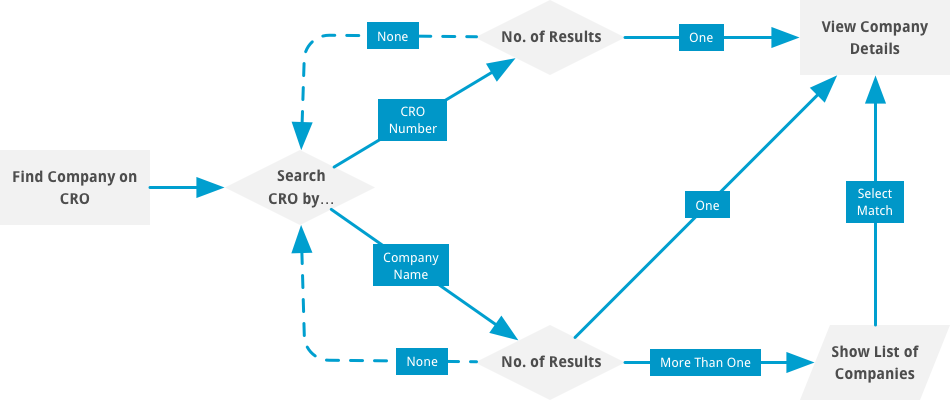 None
No. of Results
One
View Company
Details
CRO
Number
Find Company on
CRO
Search
CRO by...
One
Select
Match
Company
Name
None
No. of Results
More Than One
Show List of
Companies